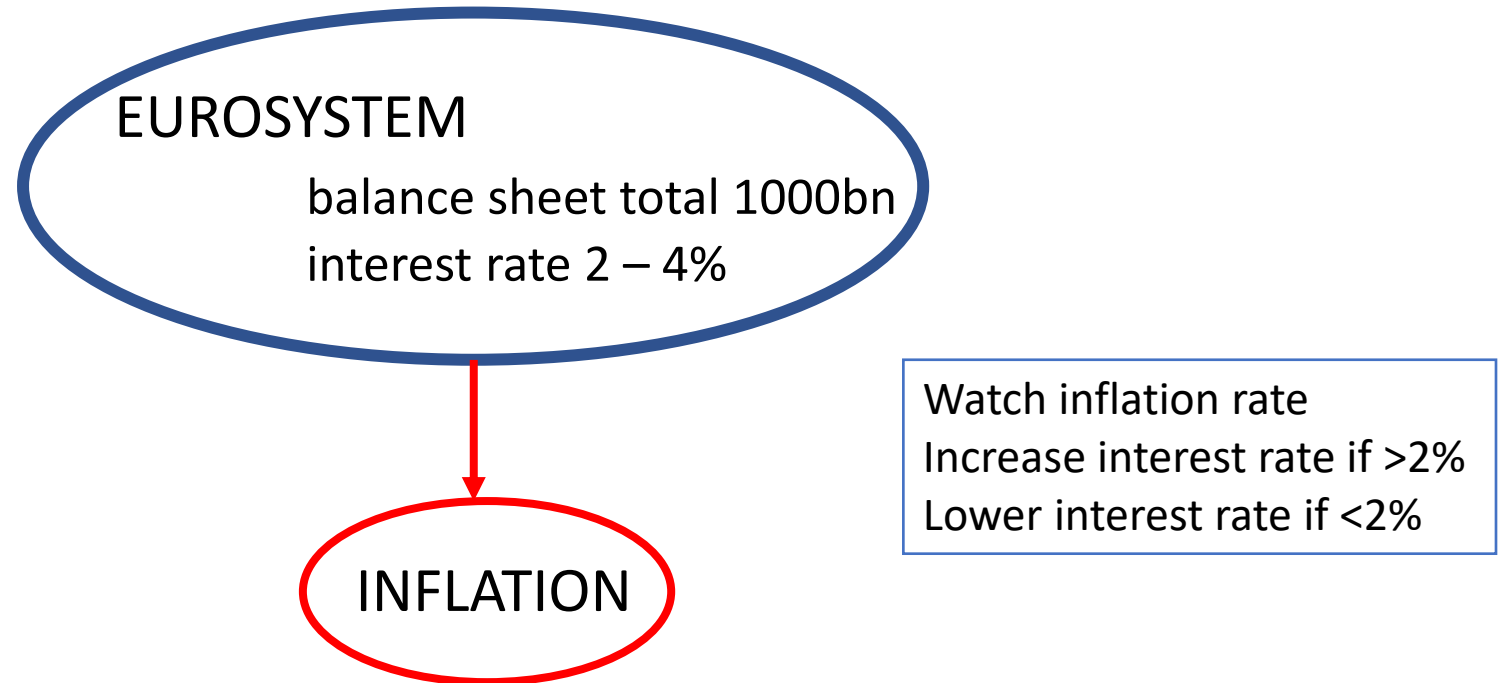 EUROSYSTEM
balance sheet total 1000bn
interest rate 2 – 4%
Watch inflation rate
Increase interest rate if >2%
Lower interest rate if <2%
INFLATION